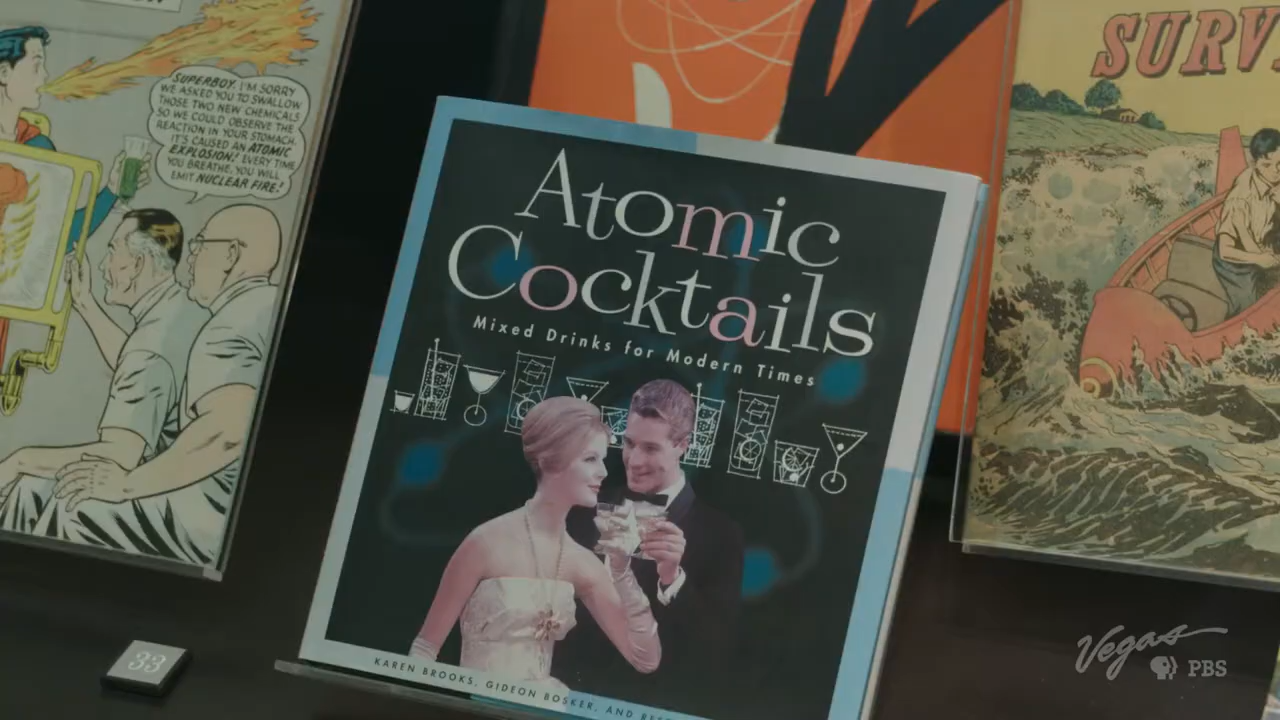 SUPERBOY, I'M SORRY
WE ASKED YOU TO SWALLOW
THOSE TWO NEW CHEMICALS
SO WE COULD OBSERVE THE
REACTION IN YOUR STOMACH.
IT'S CAUSED AN ATOMIC
EXPLOSION! EVERY TIME
YOU BREATHE, YOU WILL
EMIT NUCLEAR FIRE!
Atomic
Cocktails
Mixed Drinks for Modern Times
KAREN BROOKS, GIDEON BOSKER, AND
SURV
33
Vegas
PBS